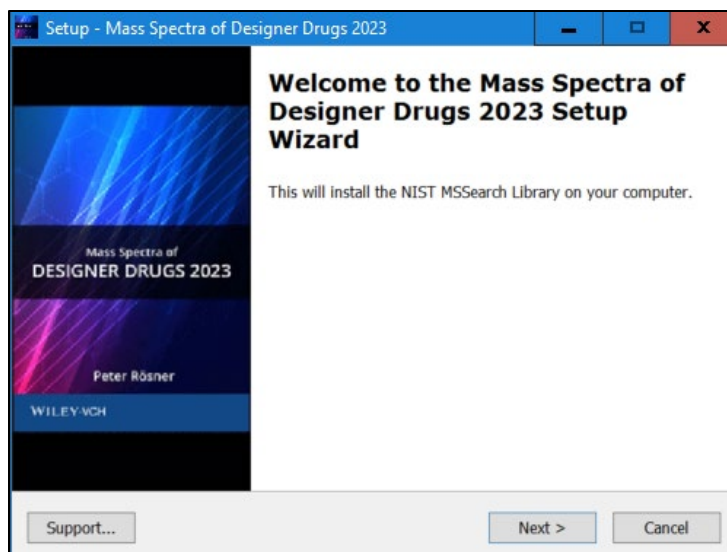 Setup - Mass Spectra of Designer Drugs 2023
X
Welcome to the Mass Spectra of
Designer Drugs 2023 Setup
Wizard
This will install the NIST MSSearch Library on your computer.
Mass Spectra of
DESIGNER DRUGS 2023
Peter Rösner
WILEY-VCH
Support...
Next >
Cancel